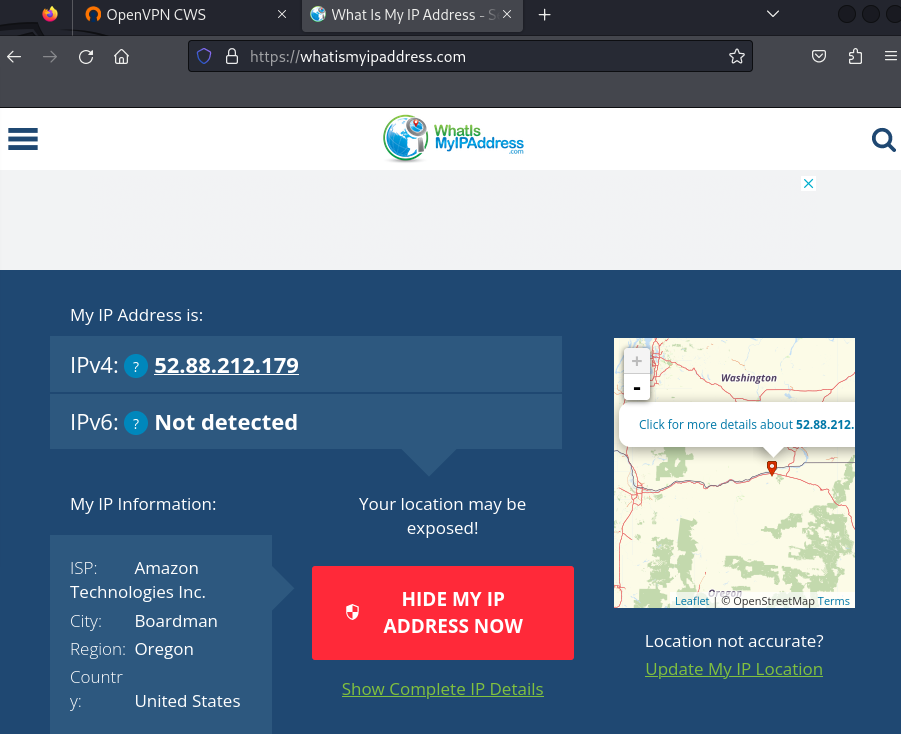 OpenVPN CWS
What Is My IP Address - S
https://whatismyipaddress.com
WhatIs
MyIPAddress
.com
My IP Address is:
IPv4: ? 52.88.212.179
IPv6: ? Not detected
My IP Information:
ISP: Amazon
Technologies Inc.
City: Boardman
Region: Oregon
Countr
y: United States
Your location may be
exposed!
HIDE MY IP
ADDRESS NOW
Show Complete IP Details
+
-
Washington
Click for more details about 52.88.212.
Oregon
Leaflet | © OpenStreetMap Terms
Location not accurate?
Update My IP Location